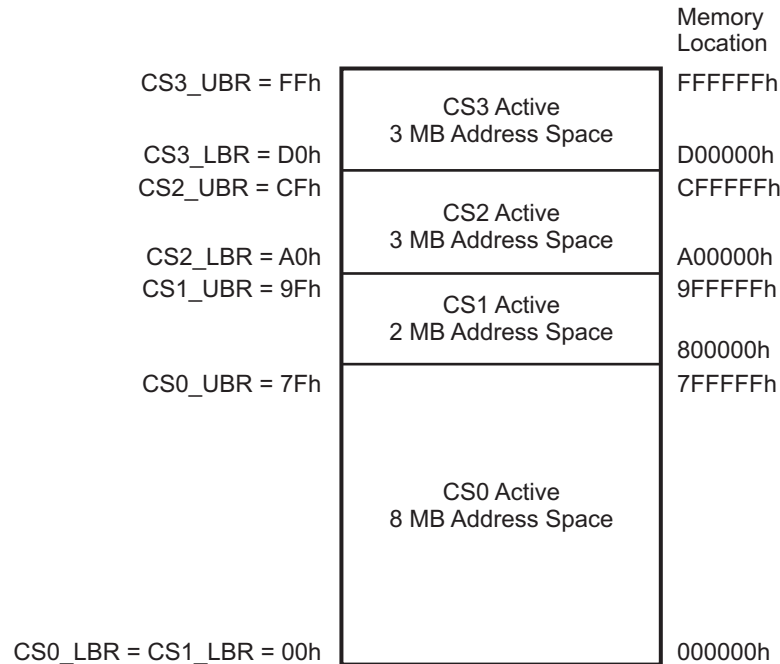 Memory
Location
CS3_UBR = FFh
FFFFFFh
CS3 Active
3 MB Address Space
CS3_LBR = D0h
D00000h
CS2_UBR = CFh
CFFFFFh
CS2 Active
3 MB Address Space
CS2_LBR = A0h
A00000h
CS1_UBR = 9Fh
9FFFFFh
CS1 Active
2 MB Address Space
800000h
CS0_UBR = 7Fh
7FFFFFh
CS0 Active
8 MB Address Space
CS0_LBR = CS1_LBR = 00h
000000h